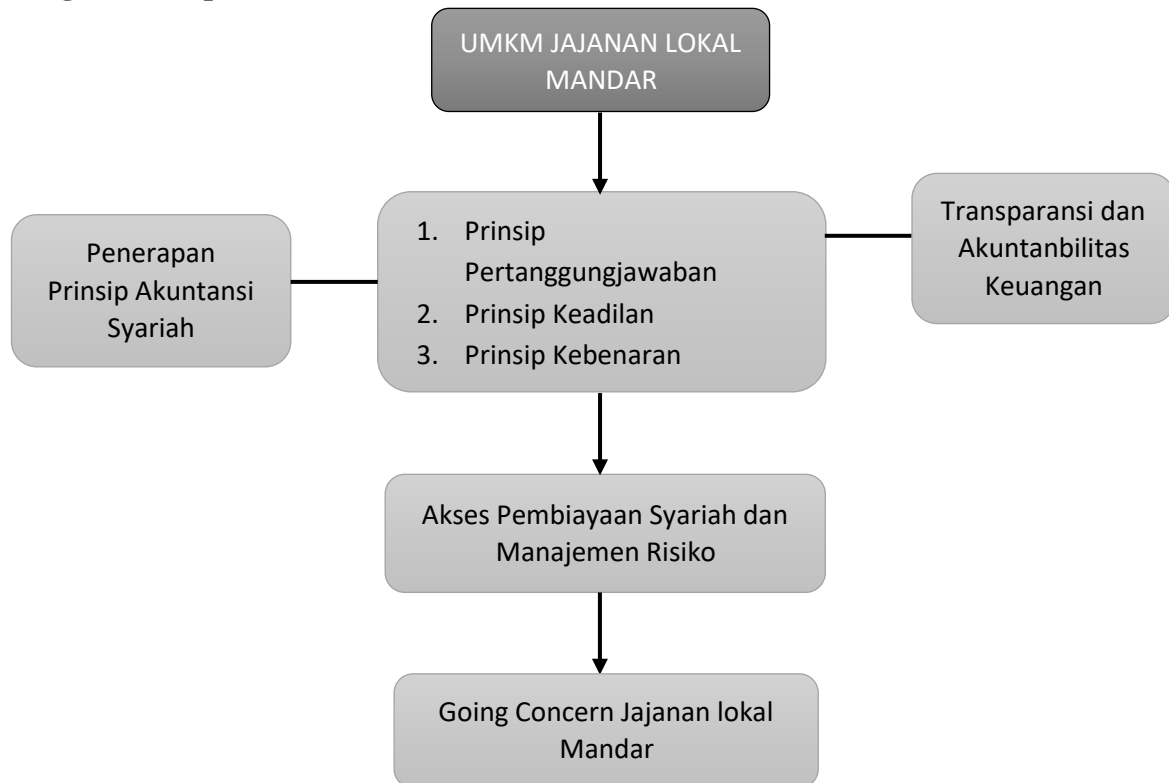 UMKM JAJANAN LOKAL
MANDAR
Penerapan
Prinsip Akuntansi
Syariah
1. Prinsip
Pertanggungjawaban
2. Prinsip Keadilan
3. Prinsip Kebenaran
Transparansi dan
Akuntanbilitas
Keuangan
Akses Pembiayaan Syariah dan
Manajemen Risiko
Going Concern Jajanan lokal
Mandar